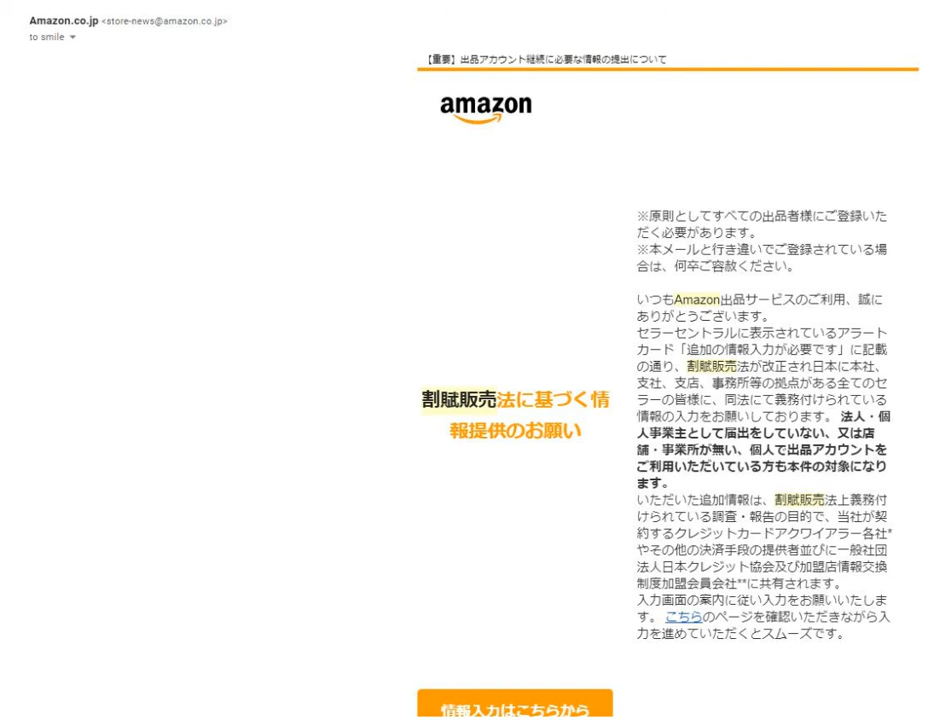 Amazon.co.jp <store-news@amazon.co.jp>
to smile
【重要】出品アカウント継続に必要な情報の提出について
amazon
※原則としてすべての出品者様にご登録いた
だく必要があります。
※本メールと行き違いでご登録されている場
合は、何卒ご容赦ください。
いつもAmazon出品サービスのご利用、誠に
ありがとうございます。
セラーセントラルに表示されているアラート
カード「追加の情報入力が必要です」に記載
の通り、割賦販売法が改正され日本に本社、
支社、支店、事務所等の拠点がある全てのセ
ラーの皆様に、同法にて義務付けられている
情報の入力をお願いしております。 法人・個
人事業主として届出をしていない、又は店
舗・事業所が無い、個人で出品アカウントを
ご利用いただいている方も本件の対象になり
ます。
いただいた追加情報は、割賦販売法上義務付
けられている調査・報告の目的で、当社が契
約するクレジットカードアクワイアラー各社*
やその他の決済手段の提供者並びに一般社団
法人日本クレジット協会及び加盟店情報交換
制度加盟会員会社**に共有されます。
入力画面の案内に従い入力をお願いいたしま
す。 こちらのページを確認いただきながら入
力を進めていただくとスムーズです。
割賦販売法に基づく情
報提供のお願い
情報入力はこちらから